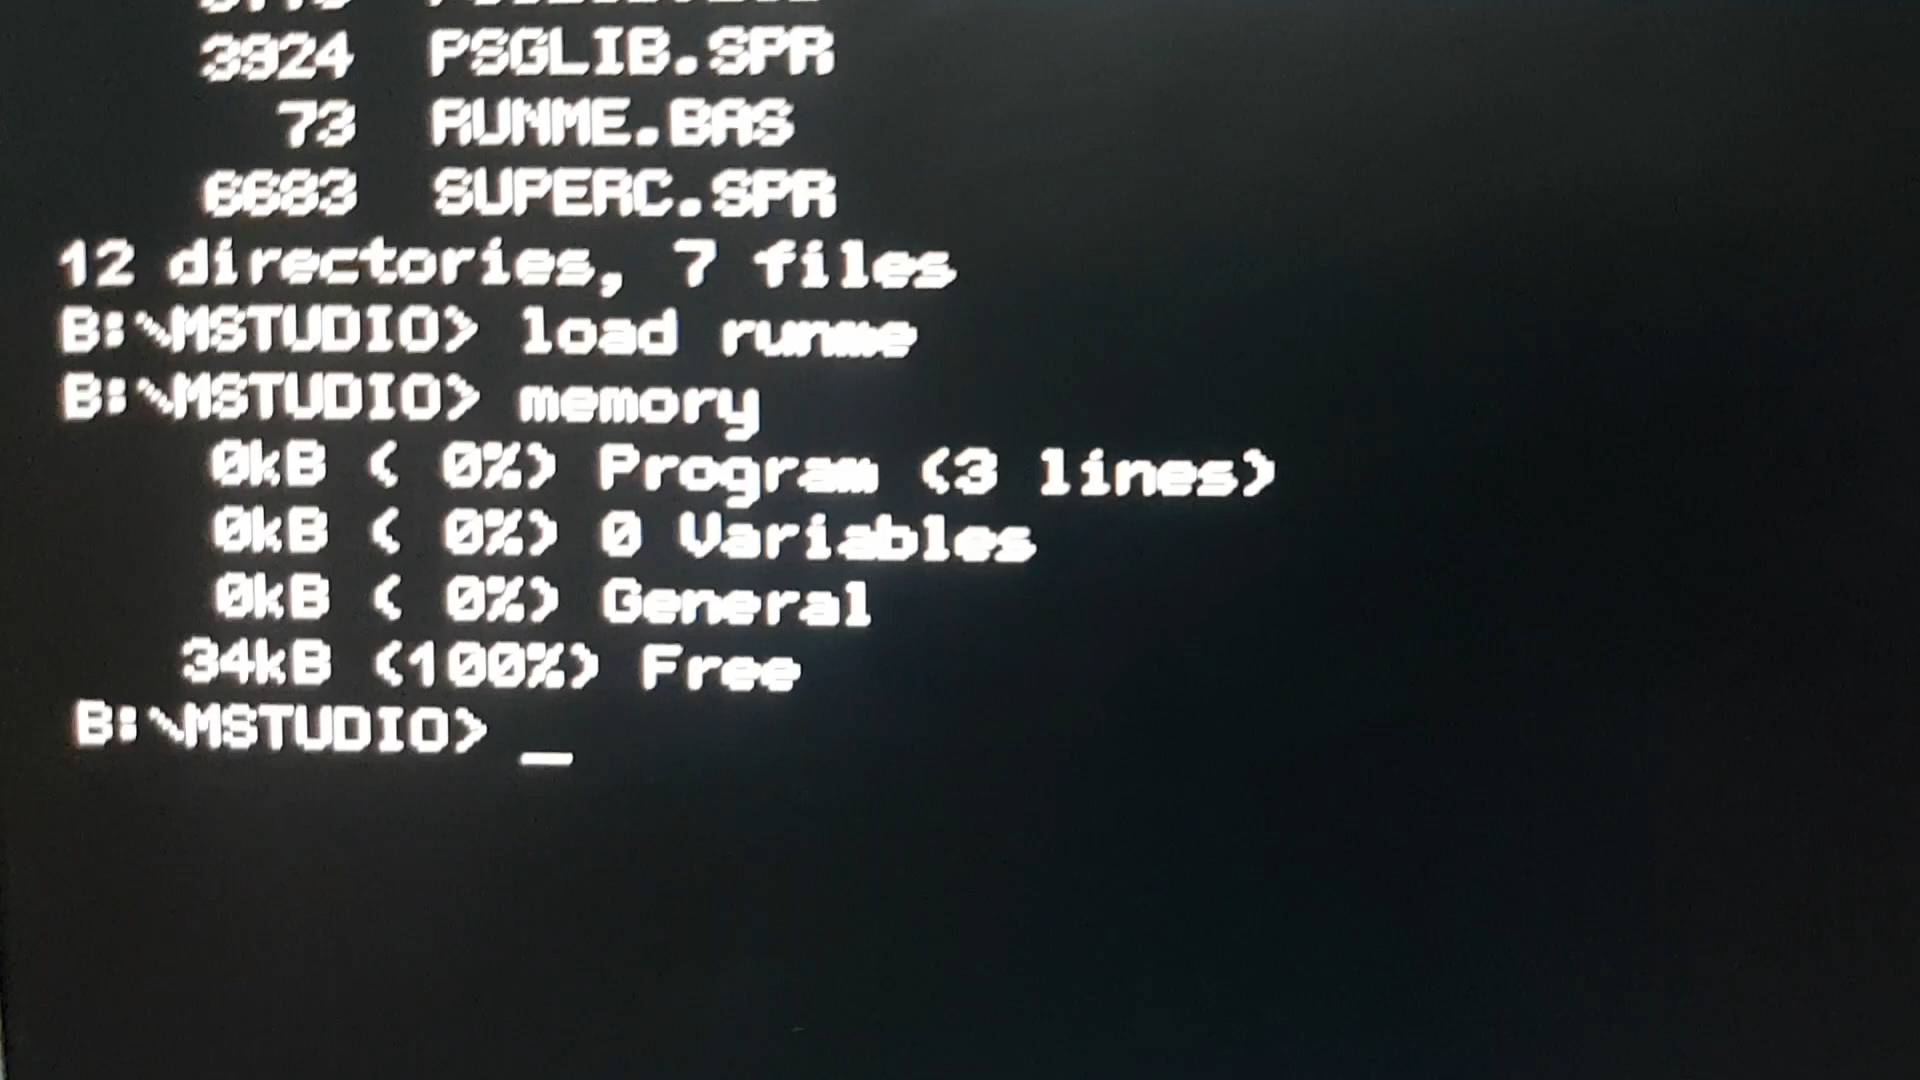 3924 PSGLIB.SPR
73 RUNME.BAS
6683 SUPERC.SPR
12 directories, 7 files
B:\MSTUDIO> load runme
B:\MSTUDIO> memory
0kB ( 0%) Program (3 lines)
0kB ( 0%) 0 Variables
0kB ( 0%) General
34kB (100%) Free
B:\MSTUDIO> _